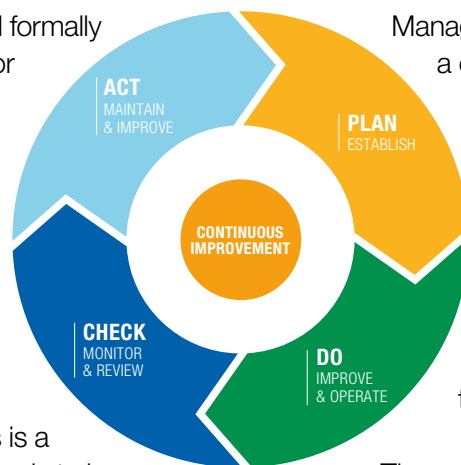 formally
or
Manag
a
ACT
MAINTAIN
& IMPROVE
PLAN
ESTABLISH
CONTINUOUS
IMPROVEMENT
CHECK
MONITOR
& REVIEW
DO
IMPROVE
& OPERATE
is a